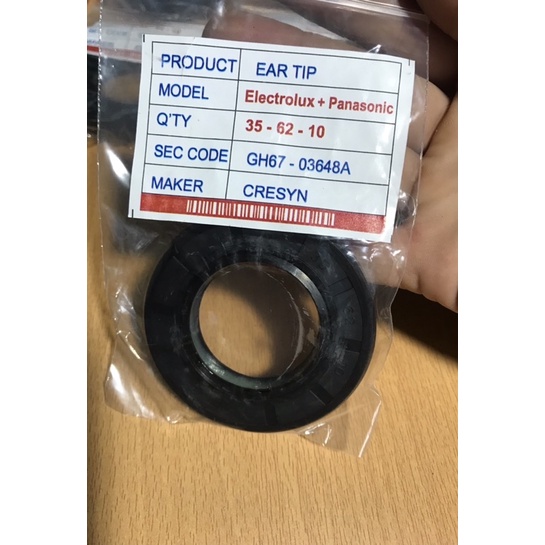 PRODUCT EAR TIP
MODEL Electrolux + Panasonic
Q'TY 35 - 62 - 10
SEC CODE GH67 - 03648A
MAKER CRESYN